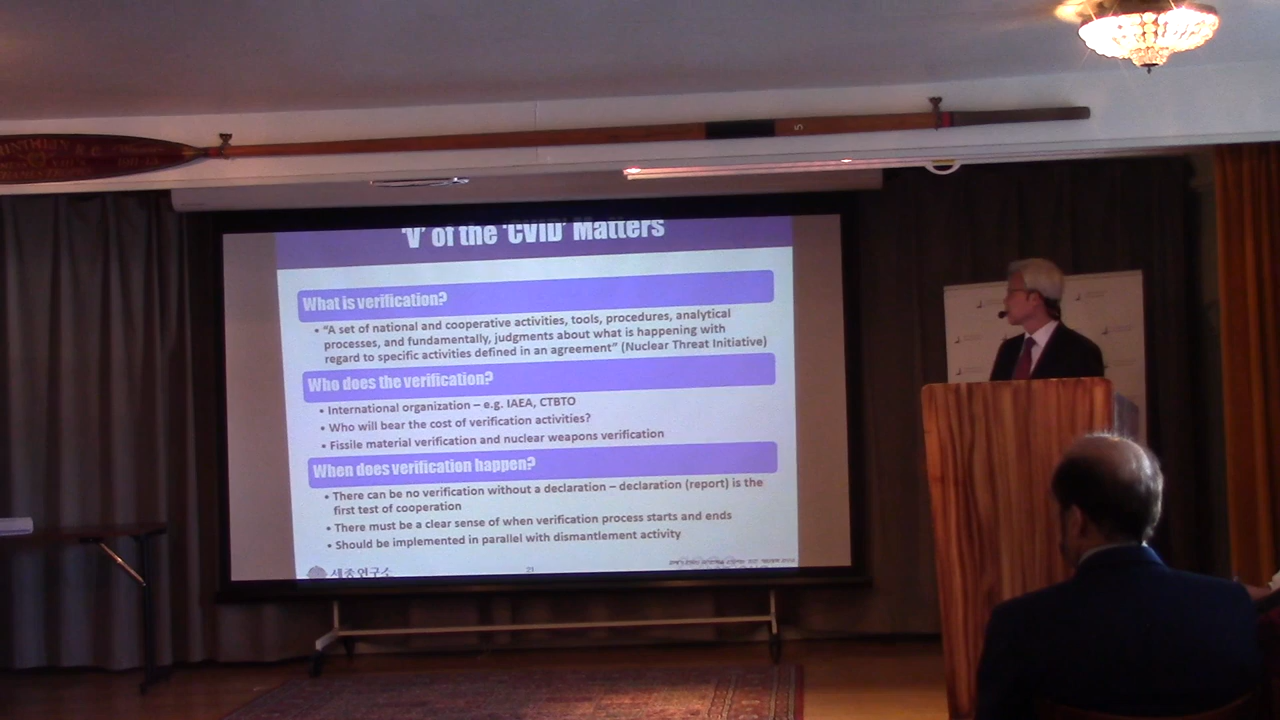 'V' of the 'CVID' Matters
What is verification?
• "A set of national and cooperative activities, tools, procedures, analytical
processes, and fundamentally, judgments about what is happening with
regard to specific activities defined in an agreement" (Nuclear Threat Initiative)
Who does the verification?
• International organization – e.g. IAEA, CTBTO
• Who will bear the cost of verification activities?
• Fissile material verification and nuclear weapons verification
When does verification happen?
• There can be no verification without a declaration – declaration (report) is the
first test of cooperation
• There must be a clear sense of when verification process starts and ends
• Should be implemented in parallel with dismantlement activity
세종연구소
21